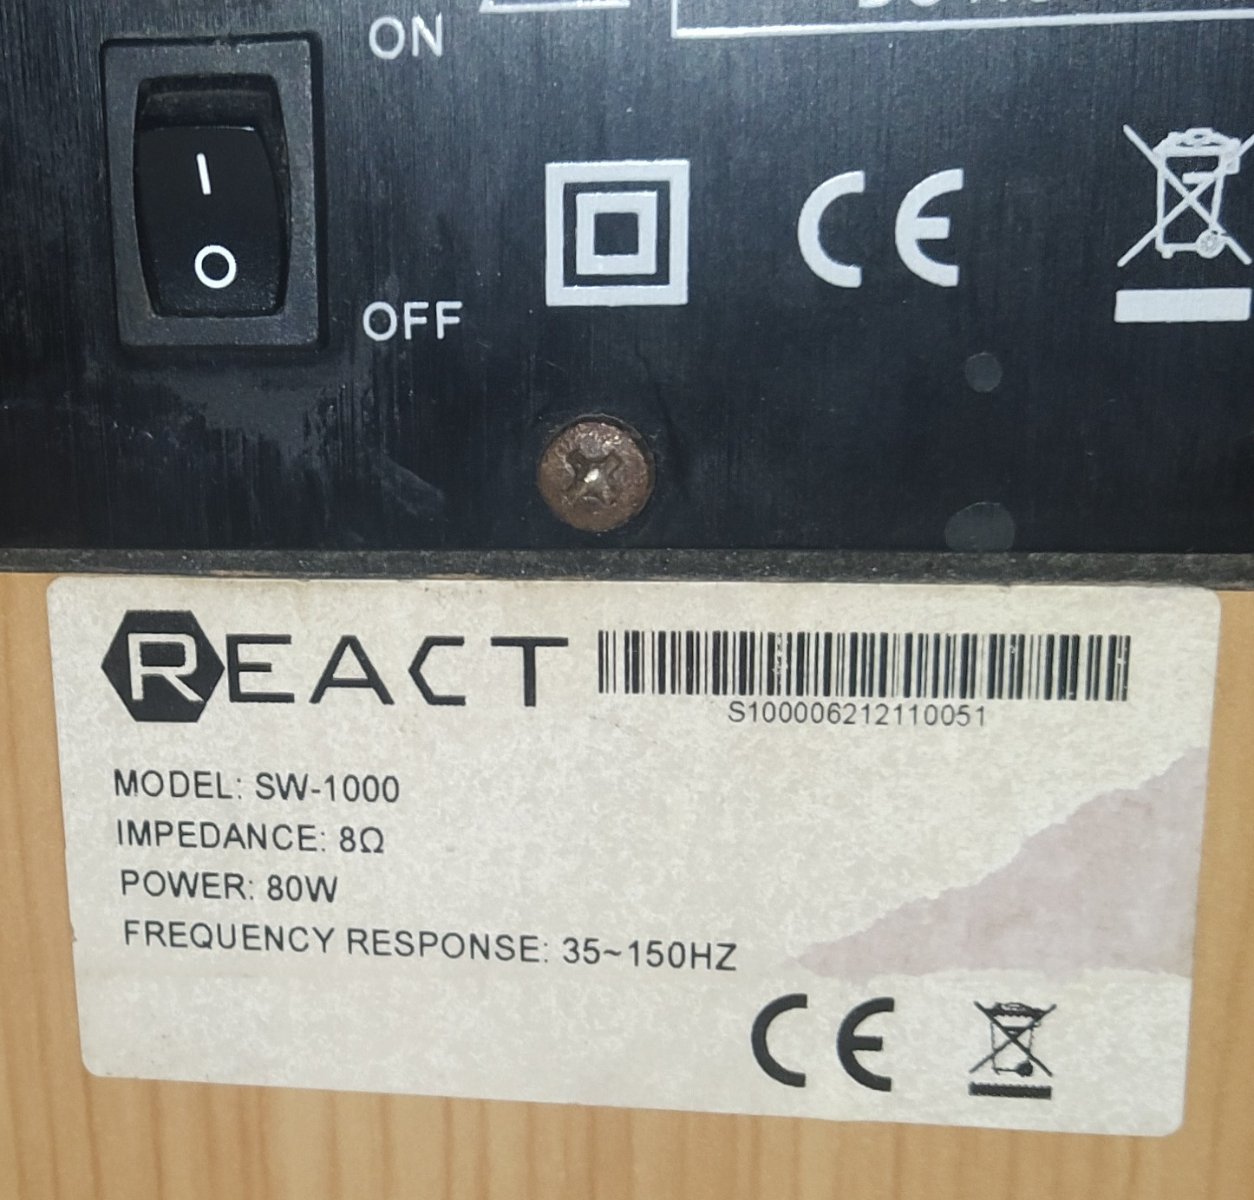 ON
I
O
OFF
CE
REACT
S100006212110051
MODEL: SW-1000
IMPEDANCE: 8Ω
POWER: 80W
FREQUENCY RESPONSE: 35~150HZ
CE